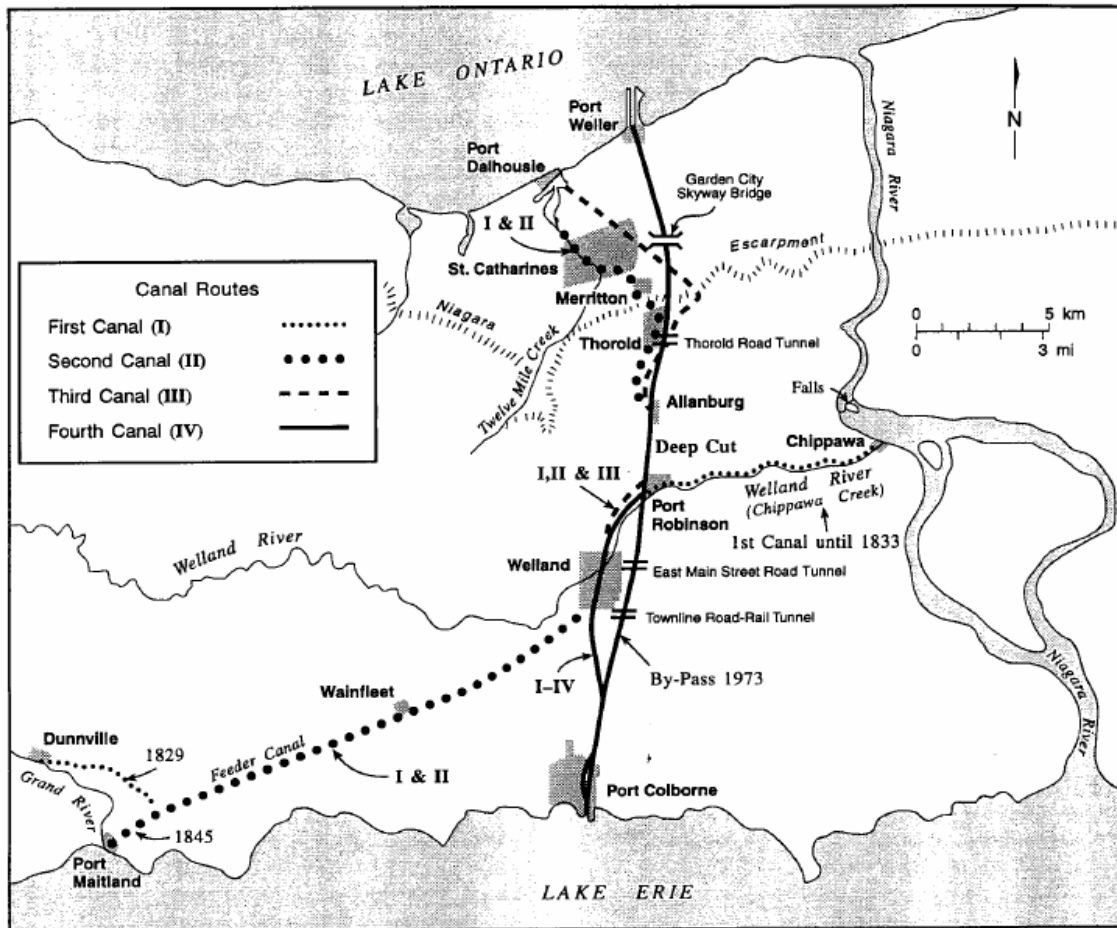 LAKE ONTARIO
Port
Weller
Port
Dalhousie
Niagara
River
N
Garden City
Skyway Bridge
I & II
Escarpment
St. Catharines
Canal Routes
First Canal (I)
Second Canal (II)
Third Canal (III)
Fourth Canal (IV)
Merritton
Niagara
0 5 km
0 3 mi
Thorold
Thorold Road Tunnel
Twelve Mile Creek
Falls
Allanburg
Deep Cut
Chippawa
I,II & III
Welland River
(Chippawa Creek)
Port
Robinson
1st Canal until 1833
Welland River
Welland
East Main Street Road Tunnel
Townline Road-Rail Tunnel
Niagara
River
I–IV
By-Pass 1973
Wainfleet
Dunnville
1829
Feeder Canal
I & II
Grand River
Port Colborne
1845
Port
Maitland
LAKE ERIE